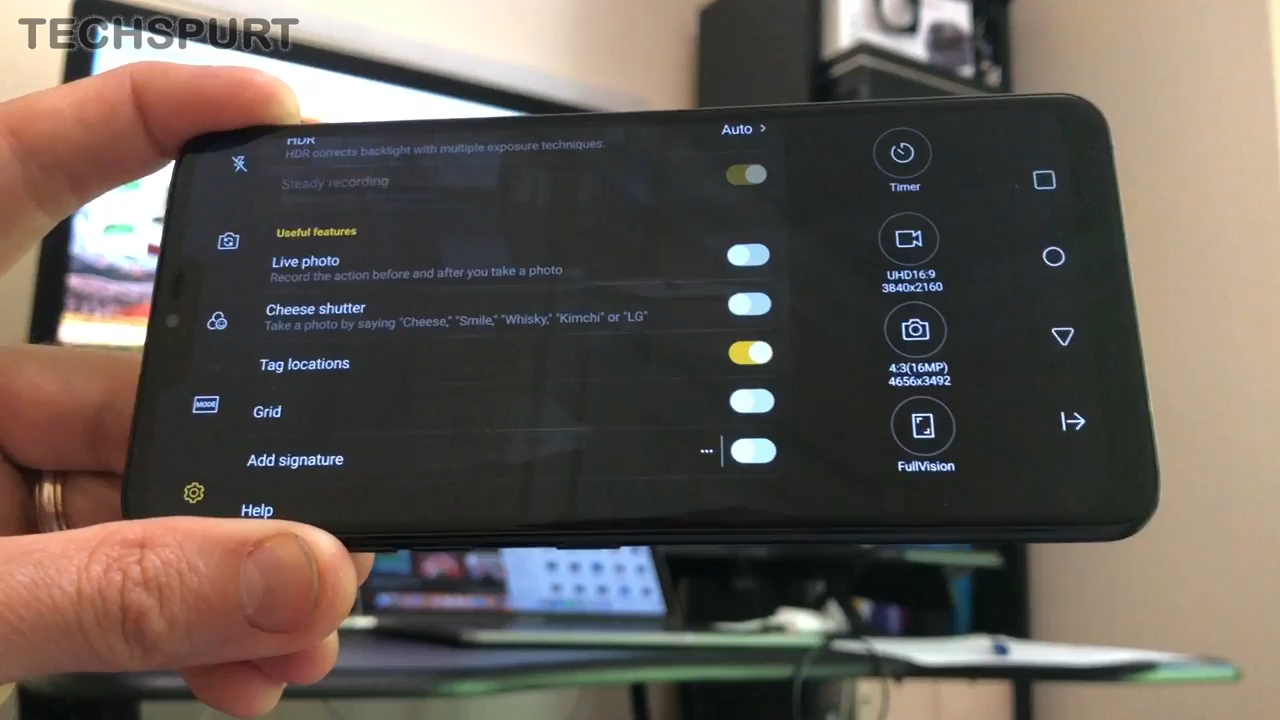 TECHSPURT
HDR
Auto >
HDR corrects backlight with multiple exposure techniques.
Steady recording
Useful features
Live photo
Record the action before and after you take a photo
Cheese shutter
Take a photo by saying "Cheese," "Smile," "Whisky," "Kimchi" or "LG"
Tag locations
Grid
Add signature
...
Help
MODE
Timer
UHD16:9
3840x2160
4:3(16MP)
4656x3492
FullVision